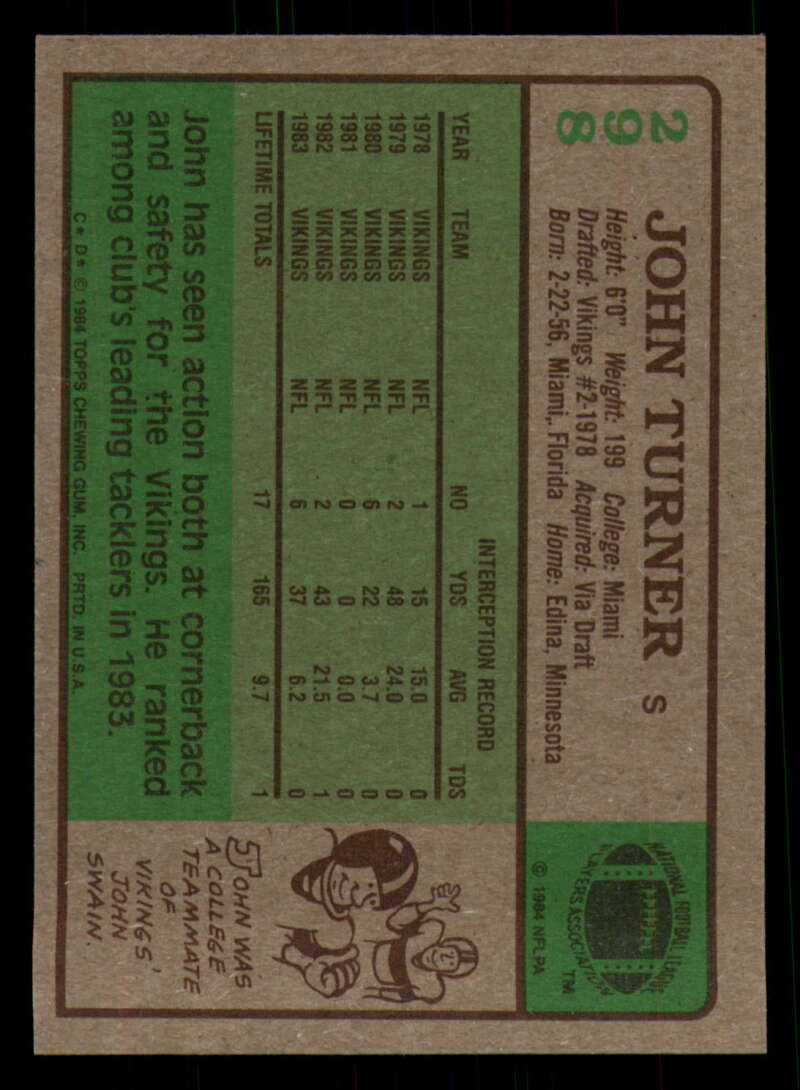 298
JOHN TURNER S
Height: 6'0" Weight: 199 College: Miami
Drafted: Vikings #2-1978 Acquired: Via Draft
Born: 2-22-56, Miami, Florida Home: Edina, Minnesota
NATIONAL FOOTBALL LEAGUE
PLAYERS ASSOCIATION
TM
© 1984 NFLPA
INTERCEPTION RECORD
YEAR TEAM NO YDS AVG TDS
1978 VIKINGS NFL 1 15 15.0 0
1979 VIKINGS NFL 2 48 24.0 0
1980 VIKINGS NFL 6 22 3.7 0
1981 VIKINGS NFL 0 0 0.0 0
1982 VIKINGS NFL 2 43 21.5 1
1983 VIKINGS NFL 6 37 6.2 0
LIFETIME TOTALS 17 165 9.7 1
John has seen action both at cornerback
and safety for the Vikings. He ranked
among club's leading tacklers in 1983.
C* D* © 1984 TOPPS CHEWING GUM, INC. PRTD. IN U.S.A.
JOHN WAS
A COLLEGE
TEAMMATE
OF
VIKINGS'
JOHN
SWAIN.